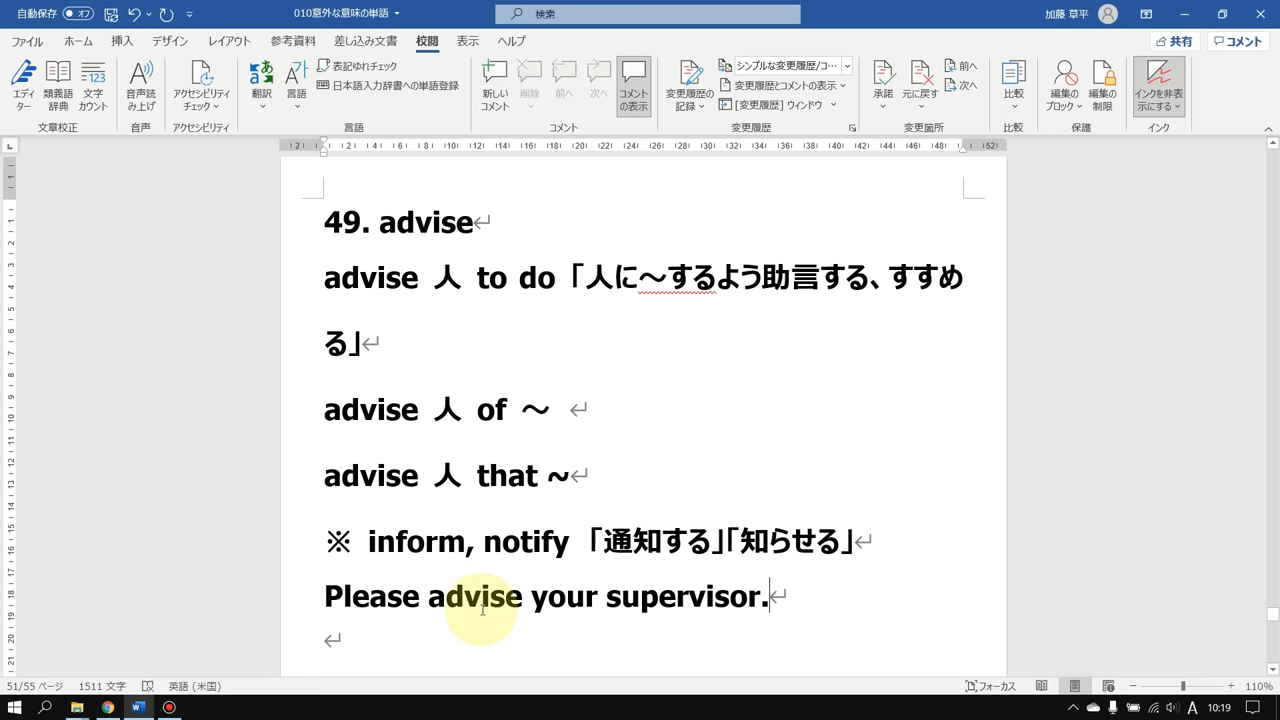 自動保存 オフ 010意外な意味の語 検索 加藤 草平
ファイル ホーム 挿入 デザイン レイアウト 参考資料 差し込み文書 校閲 表示 ヘルプ 共有 コメント
エディター 類義語辞典 文字カウント 音声読み上げ アクセシビリティチェック 翻訳 言語 表記ゆれチェック 日本語入力辞書への単語登録 新しいコメント 削除 前へ 次へ コメントの表示 変更履歴の記録 シンプルな変更履歴/コ… 変更履歴とコメントの表示 [変更履歴] ウィンドウ 承諾 元に戻す 前へ 次へ 比較 編集のブロック 編集の制限 インクを非表示にする
文章校正 音声 アクセシビリティ 言語 コメント 変更履歴 変更箇所 比較 保護 インク
49. advise
advise 人 to do「人に～するよう助言する、すすめ
る」
advise 人 of ～
advise 人 that ~
※ inform, notify「通知する」「知らせる」
Please advise your supervisor.
51/55 ページ 1511 文字 英語 (米国) フォーカス 110%
A 10:19